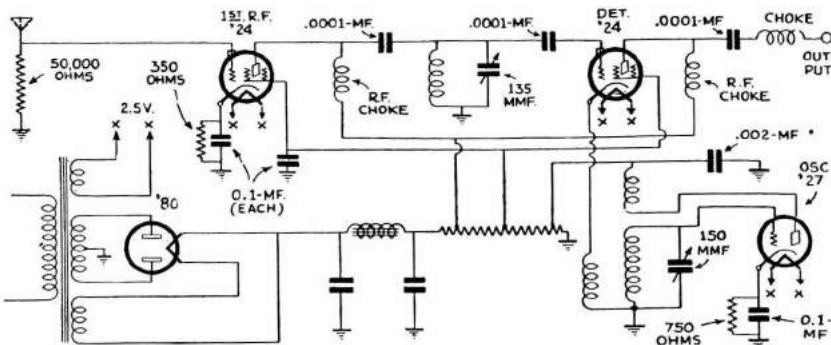 1ST. R.F.
'24
.0001-MF.
.0001-MF.
DET.
'24
.0001-MF.
CHOKE
50,000
OHMS
350
OHMS
R.F.
CHOKE
135
MMF.
R.F.
CHOKE
OUT
PUT
2.5V.
X X
X X
X X
.002-MF
0.1-MF.
(EACH)
'80
OSC
'27
150
MMF
X X
750
OHMS
0.1-
MF